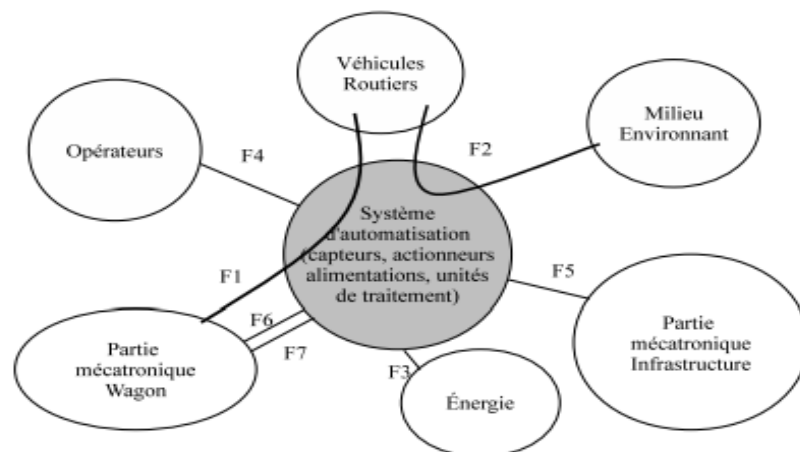 Véhicules
Routiers
Milieu
Environnant
Opérateurs
F4
F2
Système
d'automatisation
(capteurs, actionneurs
alimentations, unités
de traitement)
F1
F5
F6
F7
F3
Partie
mécatronique
Wagon
Énergie
Partie
mécatronique
Infrastructure